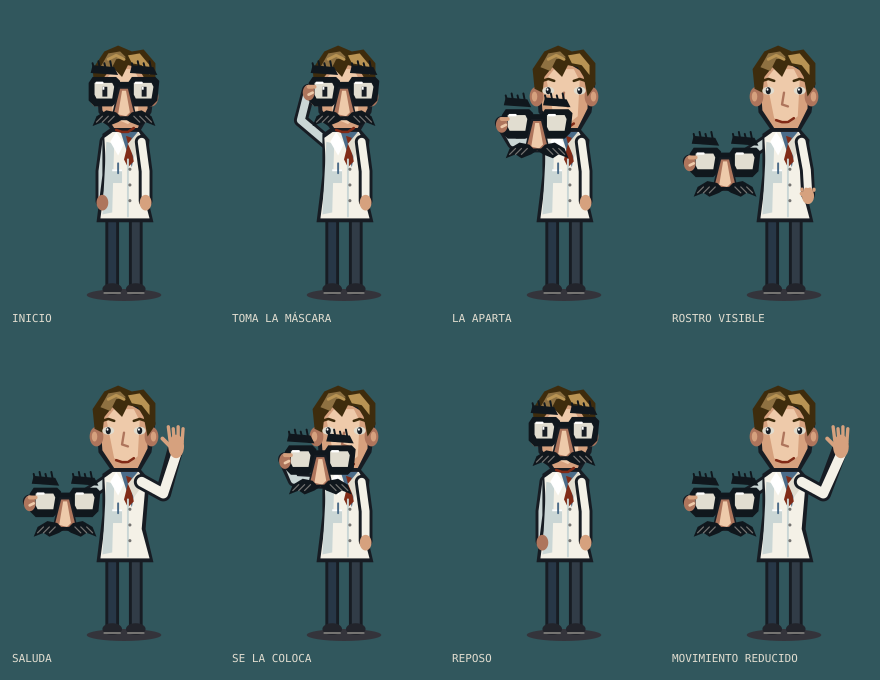 INICIO
TOMA LA MÁSCARA
LA APARTA
ROSTRO VISIBLE
SALUDA
SE LA COLOCA
REPOSO
MOVIMIENTO REDUCIDO